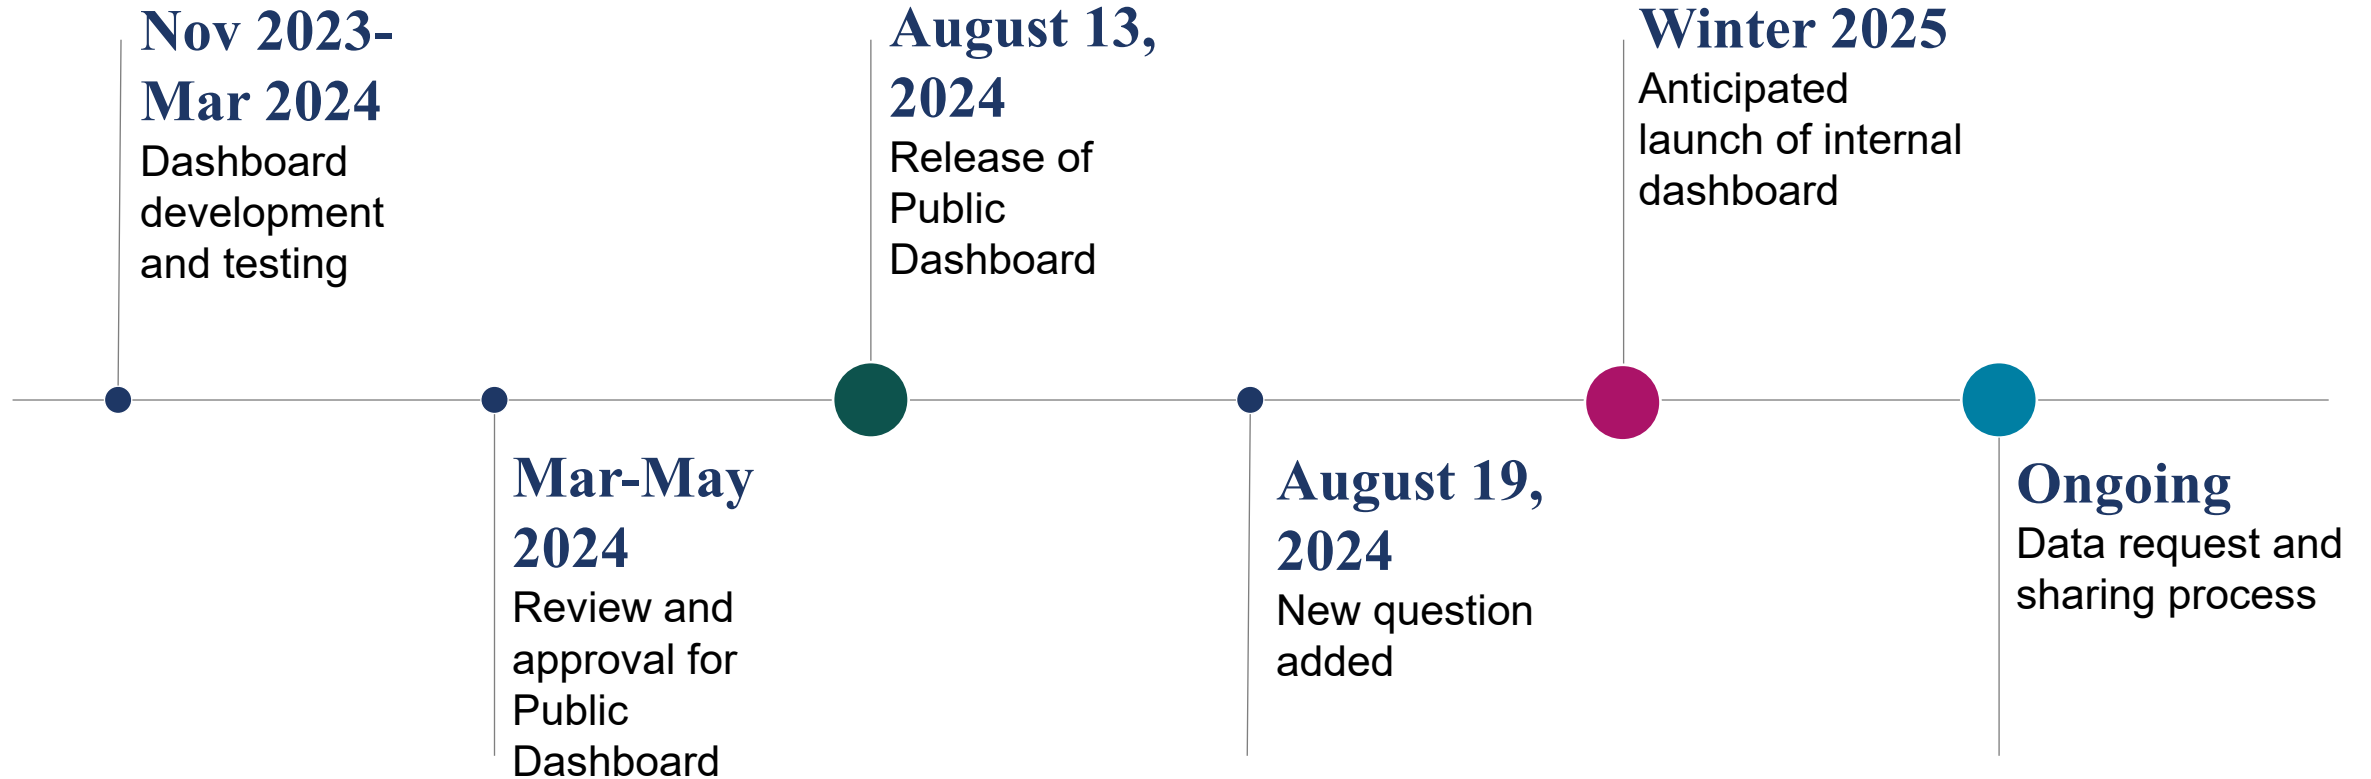 Nov 2023-
Mar 2024
Dashboard
development
and testing
Mar-May
2024
Review and
approval for
Public
Dashboard
August 13,
2024
Release of
Public
Dashboard
August 19,
2024
New question
added
Winter 2025
Anticipated
launch of internal
dashboard
Ongoing
Data request and
sharing process